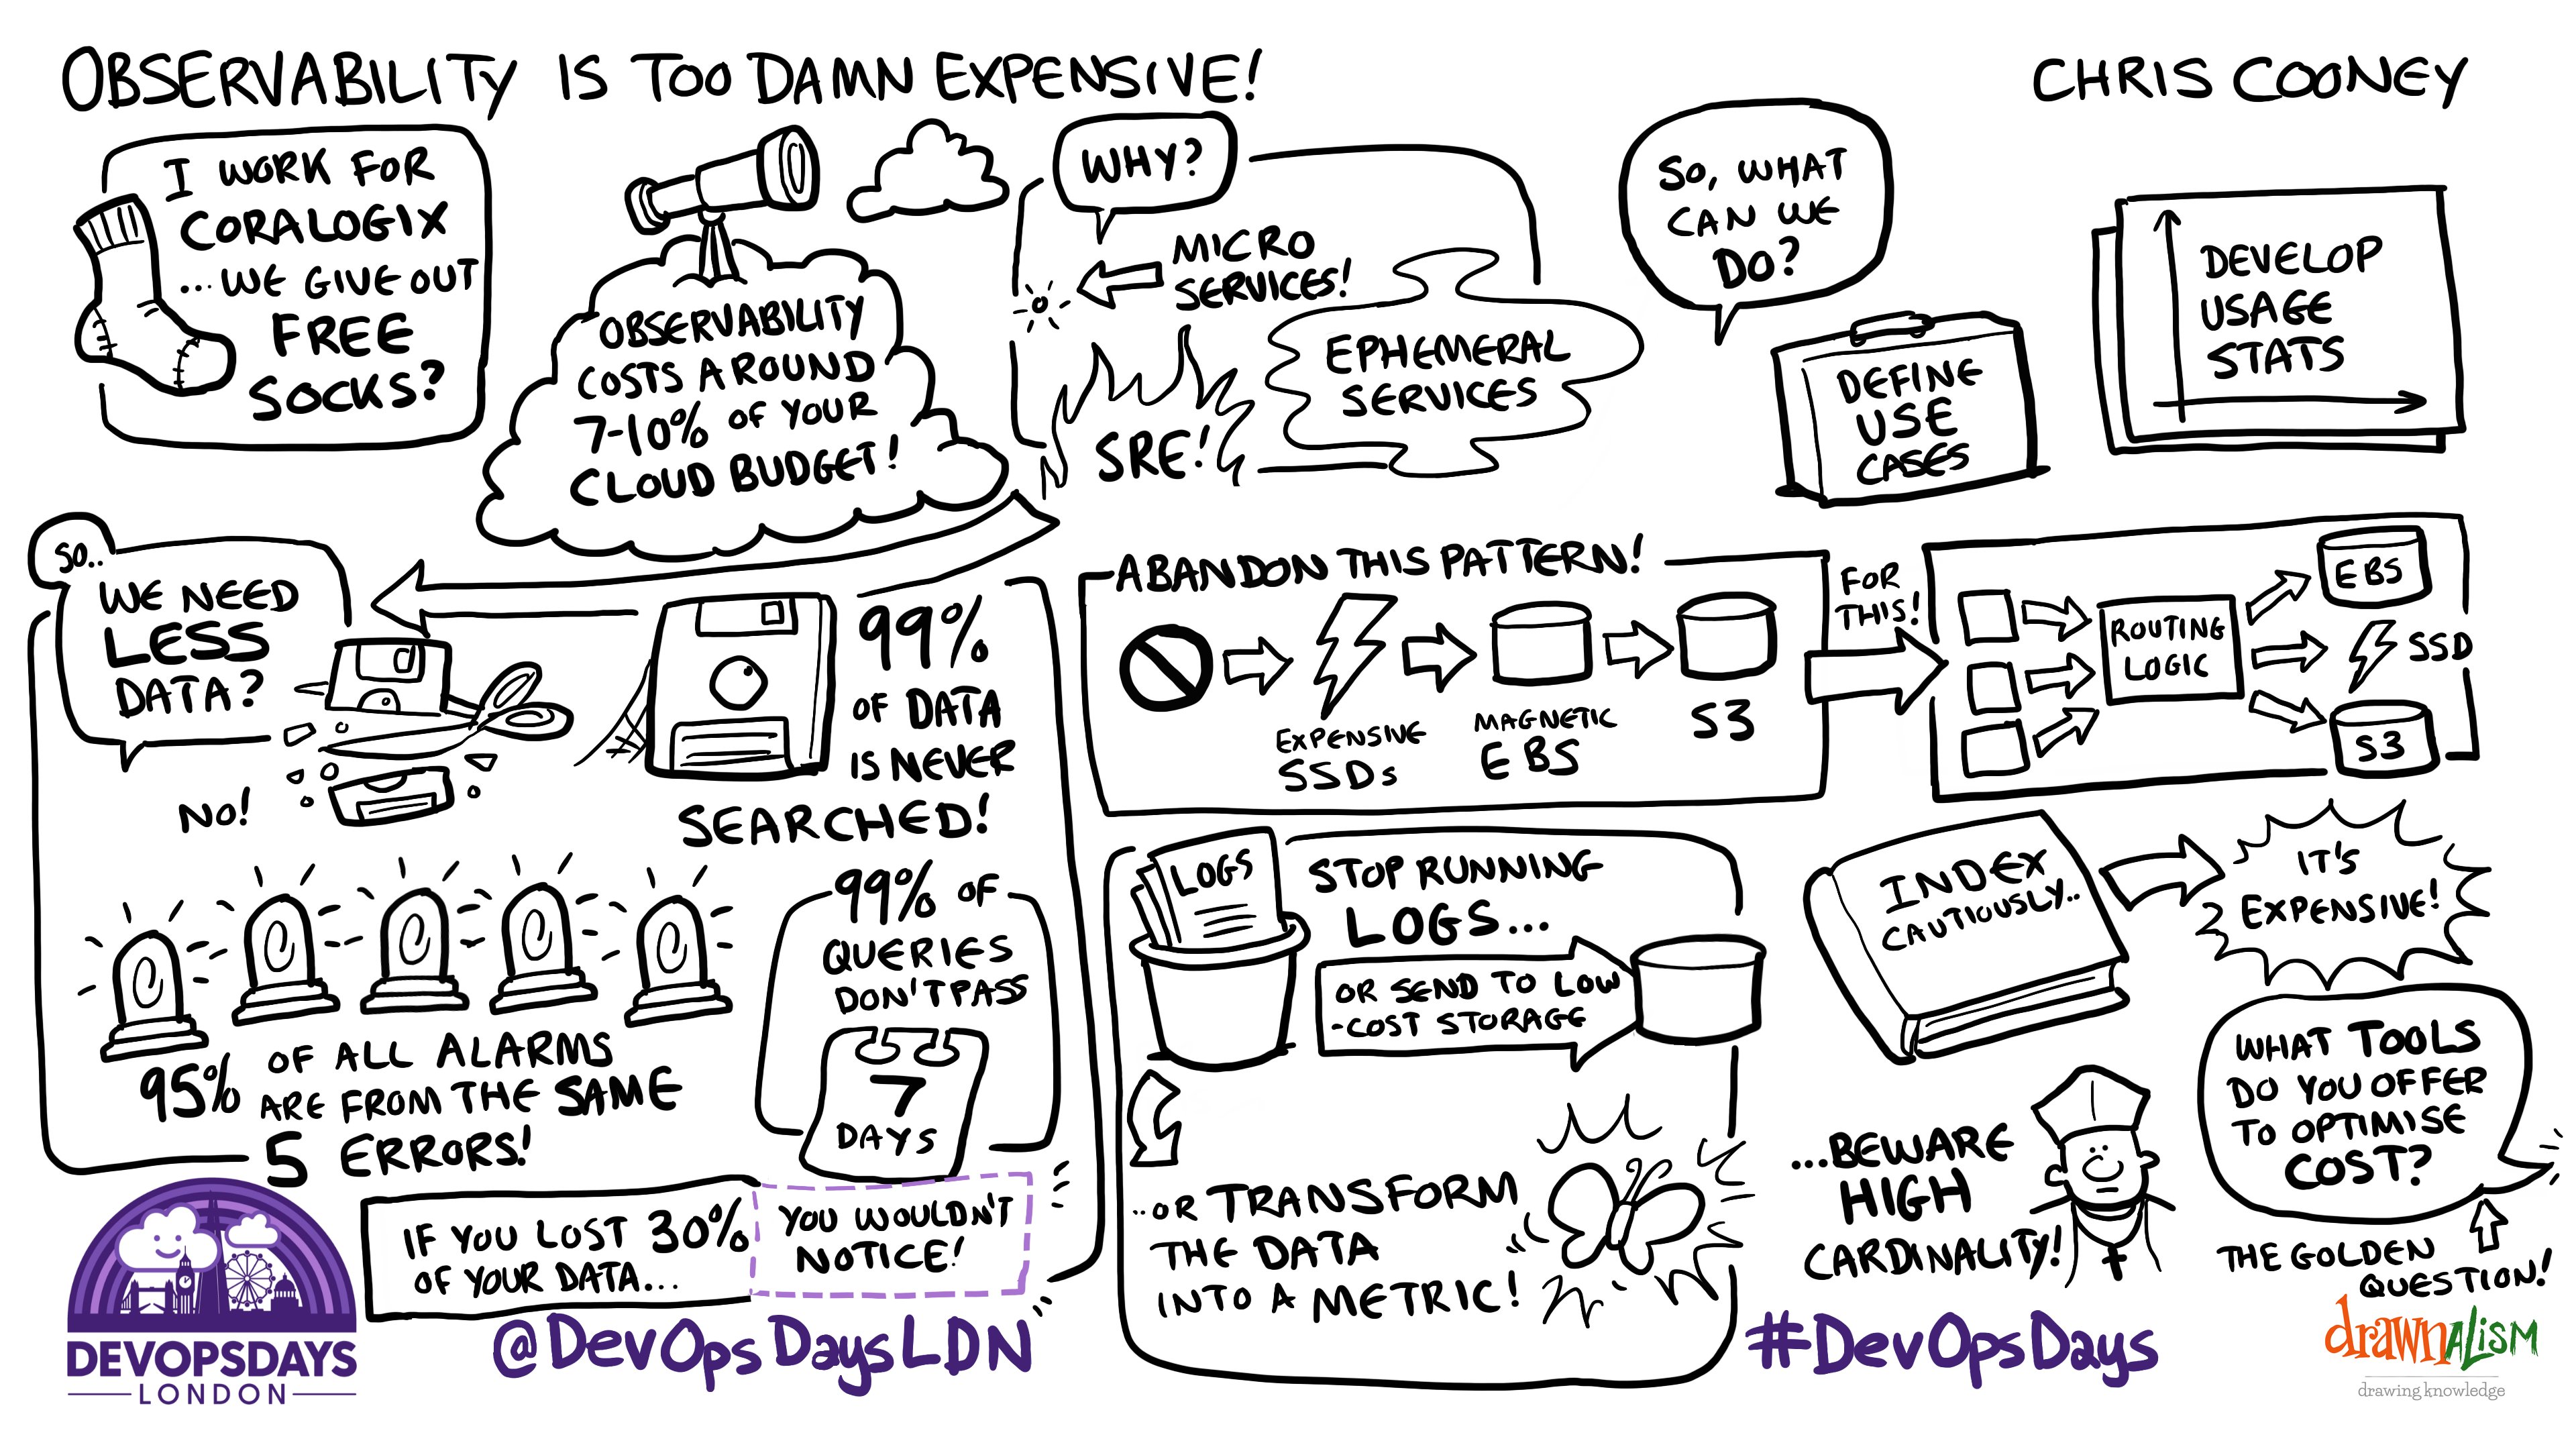 OBSERVABILITY IS TOO DAMN EXPENSIVE!
CHRIS COONEY
I WORK FOR
CORALOGIX
...WE GIVE OUT
FREE
SOCKS?
OBSERVABILITY
COSTS AROUND
7-10% OF YOUR
CLOUD BUDGET!
WHY?
MICRO
SERVICES!
SRE!
EPHEMERAL
SERVICES
SO, WHAT
CAN WE
DO?
DEFINE
USE
CASES
DEVELOP
USAGE
STATS
SO..
WE NEED
LESS
DATA?
NO!
99%
OF DATA
IS NEVER
SEARCHED!
95% OF ALL ALARMS
ARE FROM THE SAME
5 ERRORS!
99% OF
QUERIES
DON'T PASS
7
DAYS
IF YOU LOST 30%
OF YOUR DATA...
YOU WOULDN'T
NOTICE!
ABANDON THIS PATTERN!
EXPENSIVE
SSDs
MAGNETIC
EBS
S3
FOR
THIS!
ROUTING
LOGIC
EBS
SSD
S3
LOGS
STOP RUNNING
LOGS...
OR SEND TO LOW
-COST STORAGE
..OR TRANSFORM
THE DATA
INTO A METRIC!
INDEX
CAUTIOUSLY..
IT'S
EXPENSIVE!
...BEWARE
HIGH
CARDINALITY!
WHAT TOOLS
DO YOU OFFER
TO OPTIMISE
COST?
THE GOLDEN
QUESTION!
DEVOPSDAYS
LONDON
@DevOpsDaysLDN
#DevOpsDays
drawnalism
drawing knowledge